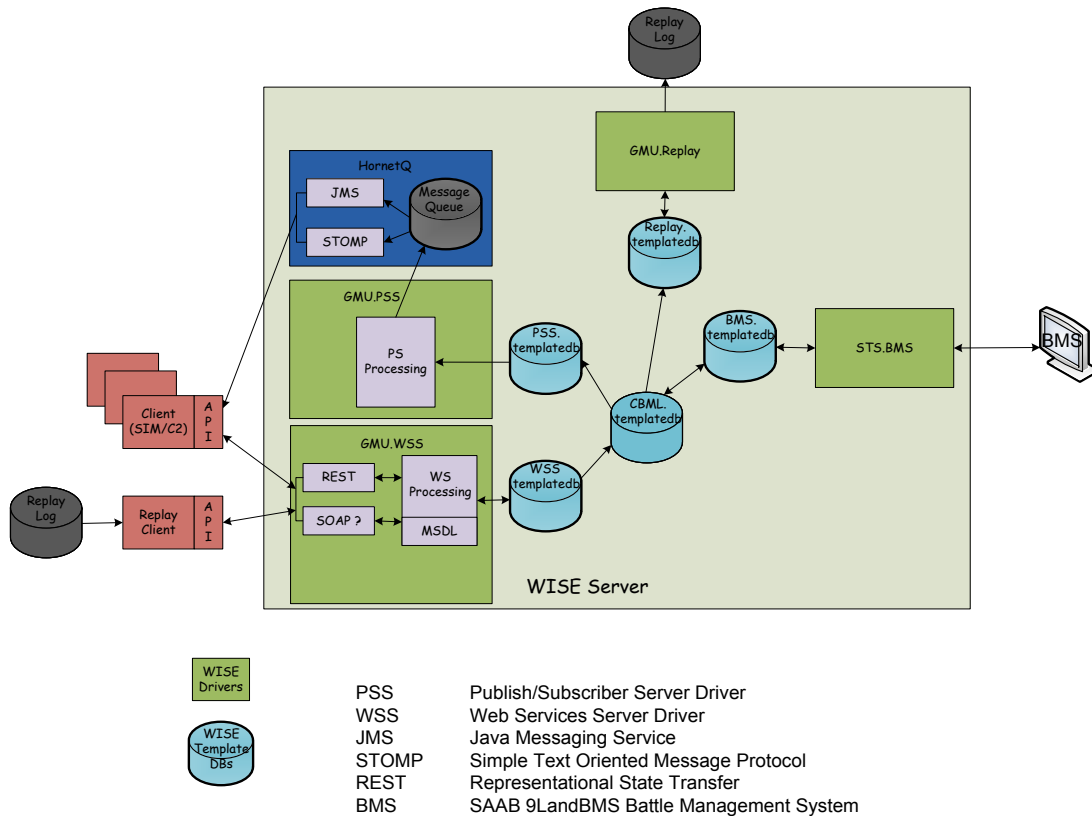 Replay
Log
GMU.Replay
HornetQ
JMS
STOMP
Message
Queue
Replay.
templatedb
GMU.PSS
PS
Processing
PSS.
templatedb
BMS.
templatedb
STS.BMS
BMS
CBML.
templatedb
Client
(SIM/C2)
A
P
I
GMU.WSS
REST
SOAP ?
WS
Processing
MSDL
WSS
templatedb
Replay
Log
Replay
Client
A
P
I
WISE Server
WISE
Drivers
WISE
Template
DBs
PSS Publish/Subscriber Server Driver
WSS Web Services Server Driver
JMS Java Messaging Service
STOMP Simple Text Oriented Message Protocol
REST Representational State Transfer
BMS SAAB 9LandBMS Battle Management System